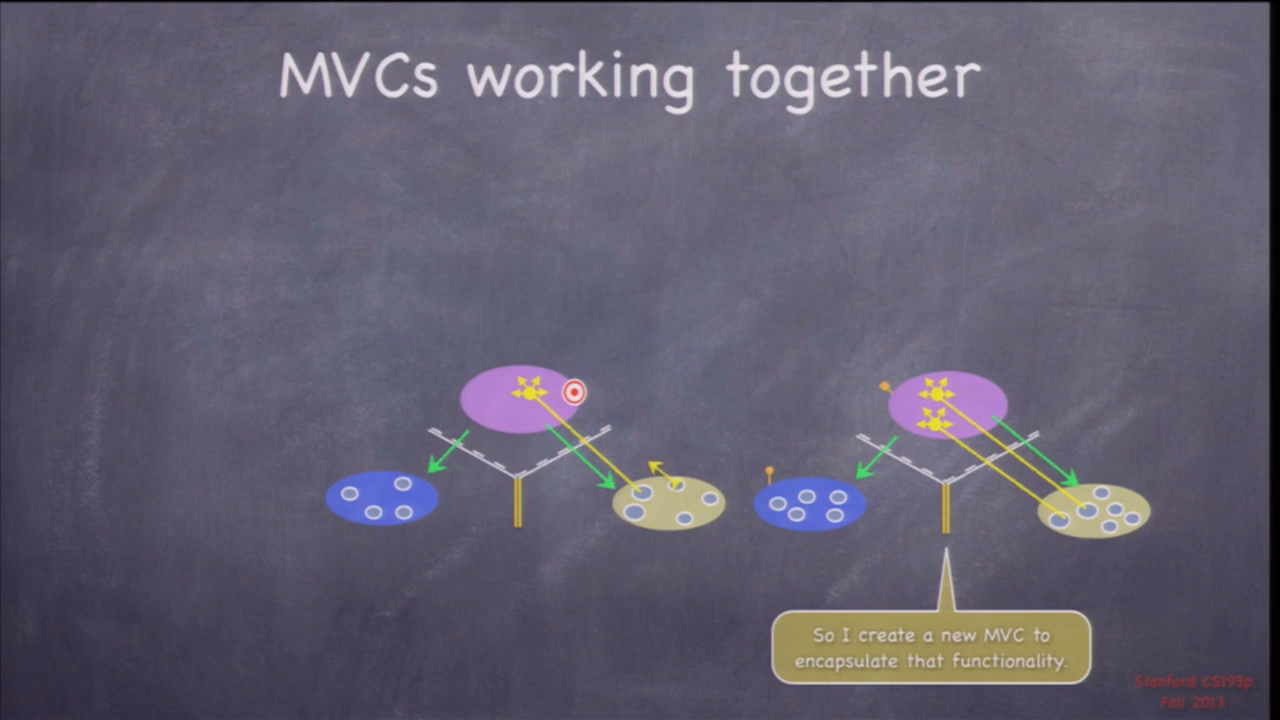 MVCs working together
So I create a new MVC to
encapsulate that functionality.
Stanford CS193p
Fall 2013